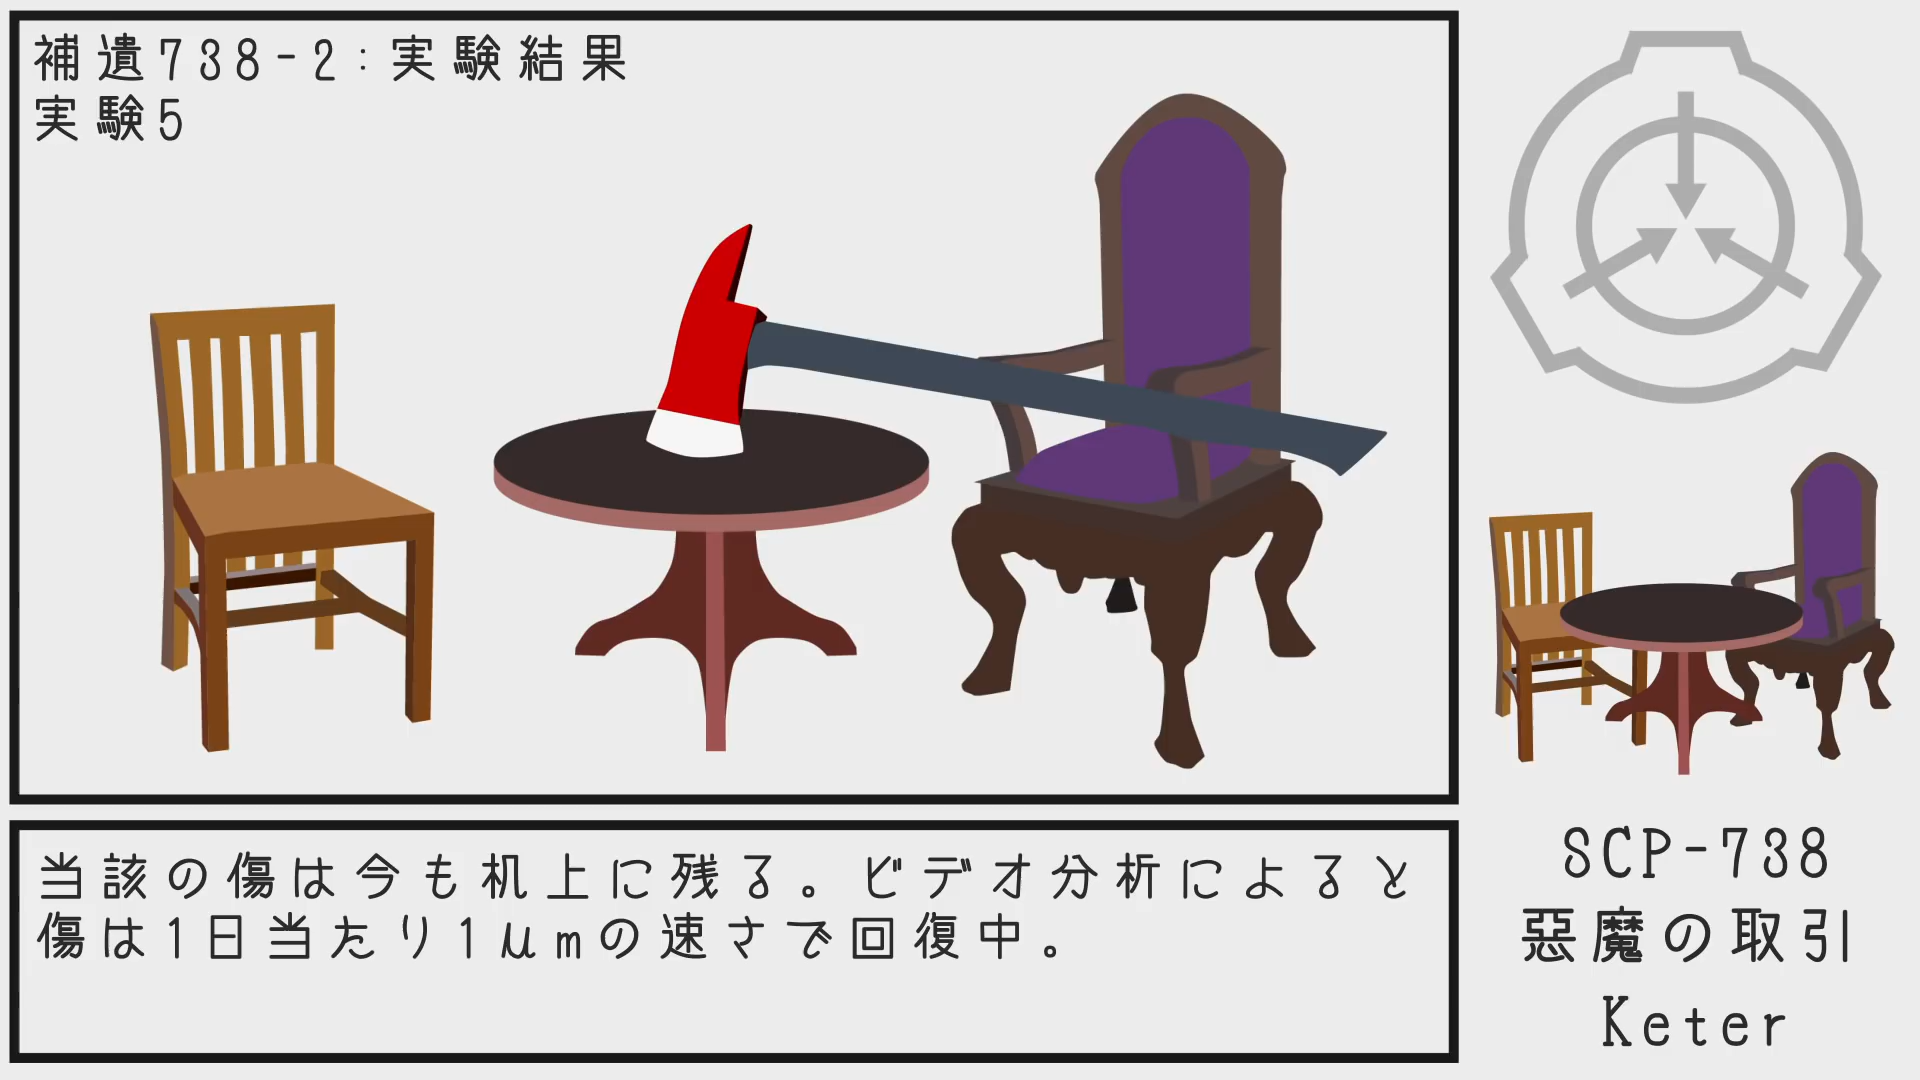 補遺738-2:実験結果
実験5
当該の傷は今も机上に残る。ビデオ分析によると
傷は1日当たり1μmの速さで回復中。
SCP-738
惡魔の取引
Keter